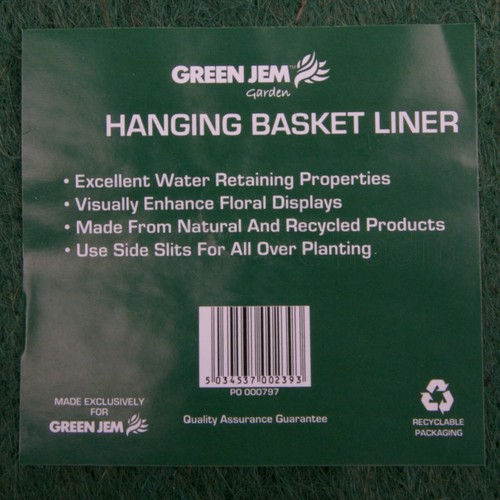 GREEN JEM™
Garden
HANGING BASKET LINER
• Excellent Water Retaining Properties
• Visually Enhance Floral Displays
• Made From Natural And Recycled Products
• Use Side Slits For All Over Planting
5 034537 002393
PO 000797
Quality Assurance Guarantee
MADE EXCLUSIVELY
FOR
GREEN JEM
RECYCLABLE
PACKAGING